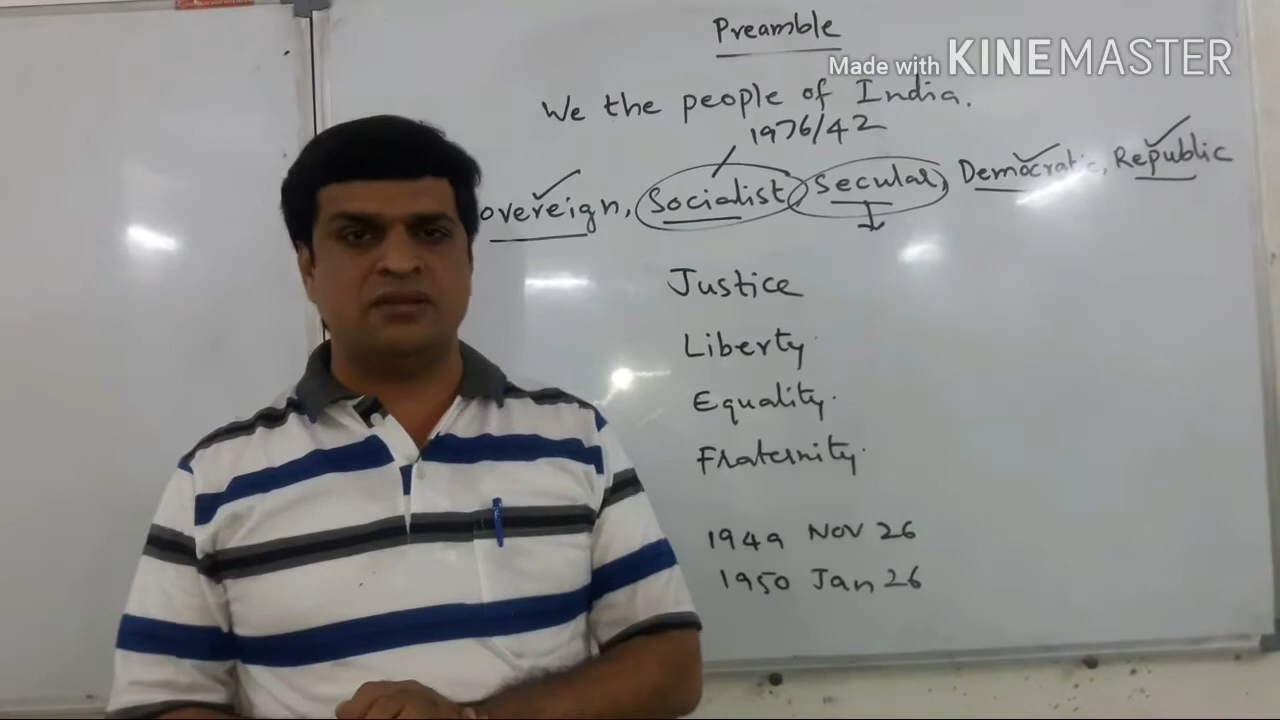 Preamble
Made with KINEMASTER
We the people of India.
1976/42
overeign, Socialist, Secular, Democratic, Republic
Justice
Liberty
Equality.
Fraternity.
1949 Nov 26
1950 Jan 26